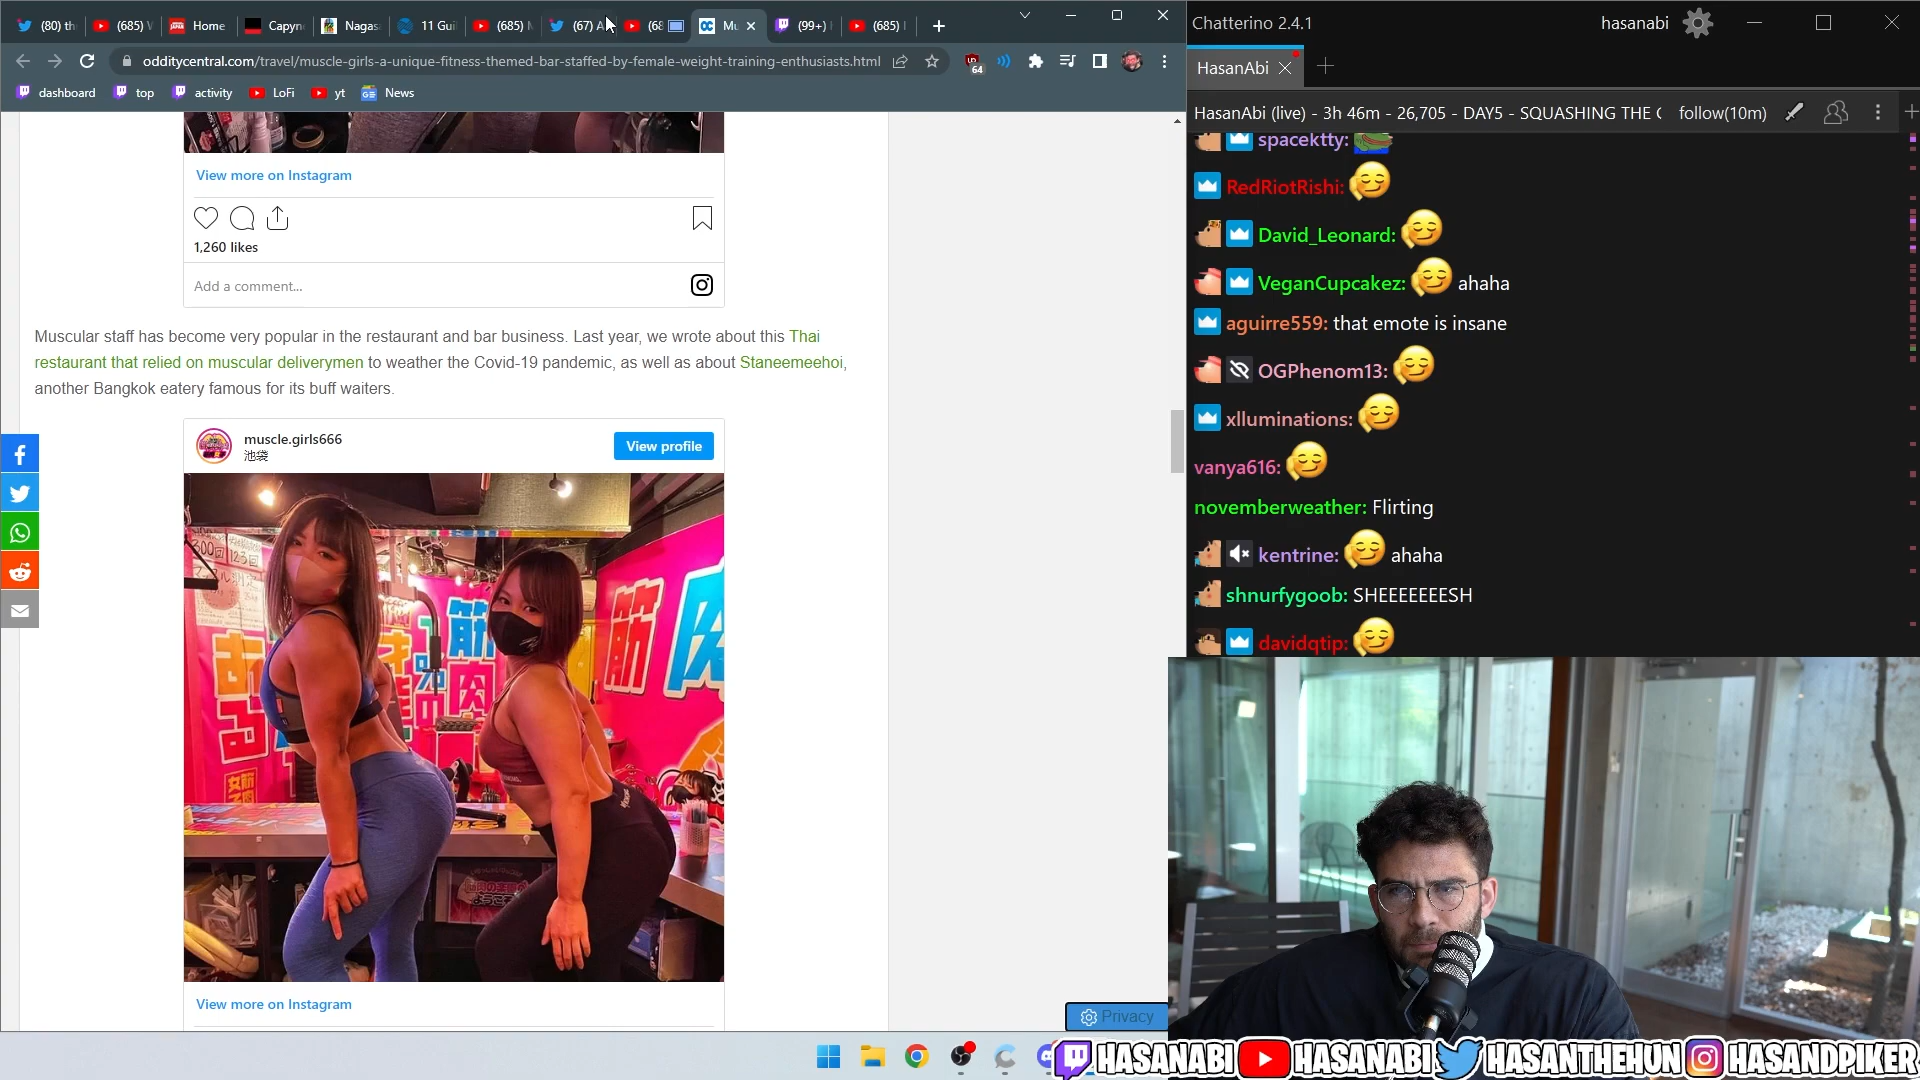 (80) th
(685) V
Home
Capyn
Nagas
11 Gui
(685) N
(67) A
(68
Mu
(99+)
(685)
odditycentral.com/travel/muscle-girls-a-unique-fitness-themed-bar-staffed-by-female-weight-training-enthusiasts.html
64
dashboard
top
activity
LoFi
yt
News
View more on Instagram
1,260 likes
Add a comment...
Muscular staff has become very popular in the restaurant and bar business. Last year, we wrote about this Thai
restaurant that relied on muscular deliverymen to weather the Covid-19 pandemic, as well as about Staneemeehoi,
another Bangkok eatery famous for its buff waiters.
muscle.girls666
池袋
View profile
筋肉
筋肉
View more on Instagram
Privacy
Chatterino 2.4.1
hasanabi
HasanAbi
HasanAbi (live) - 3h 46m - 26,705 - DAY5 - SQUASHING THE
follow(10m)
spacektty:
RedRiotRishi:
David_Leonard:
VeganCupcakez: ahaha
aguirre559: that emote is insane
OGPhenom13:
xlluminations:
vanya616:
novemberweather: Flirting
kentrine: ahaha
shnurfygoob: SHEEEEEEESH
davidqtip:
HASANABI HASANABI HASANTHEHUN HASANDPIKER